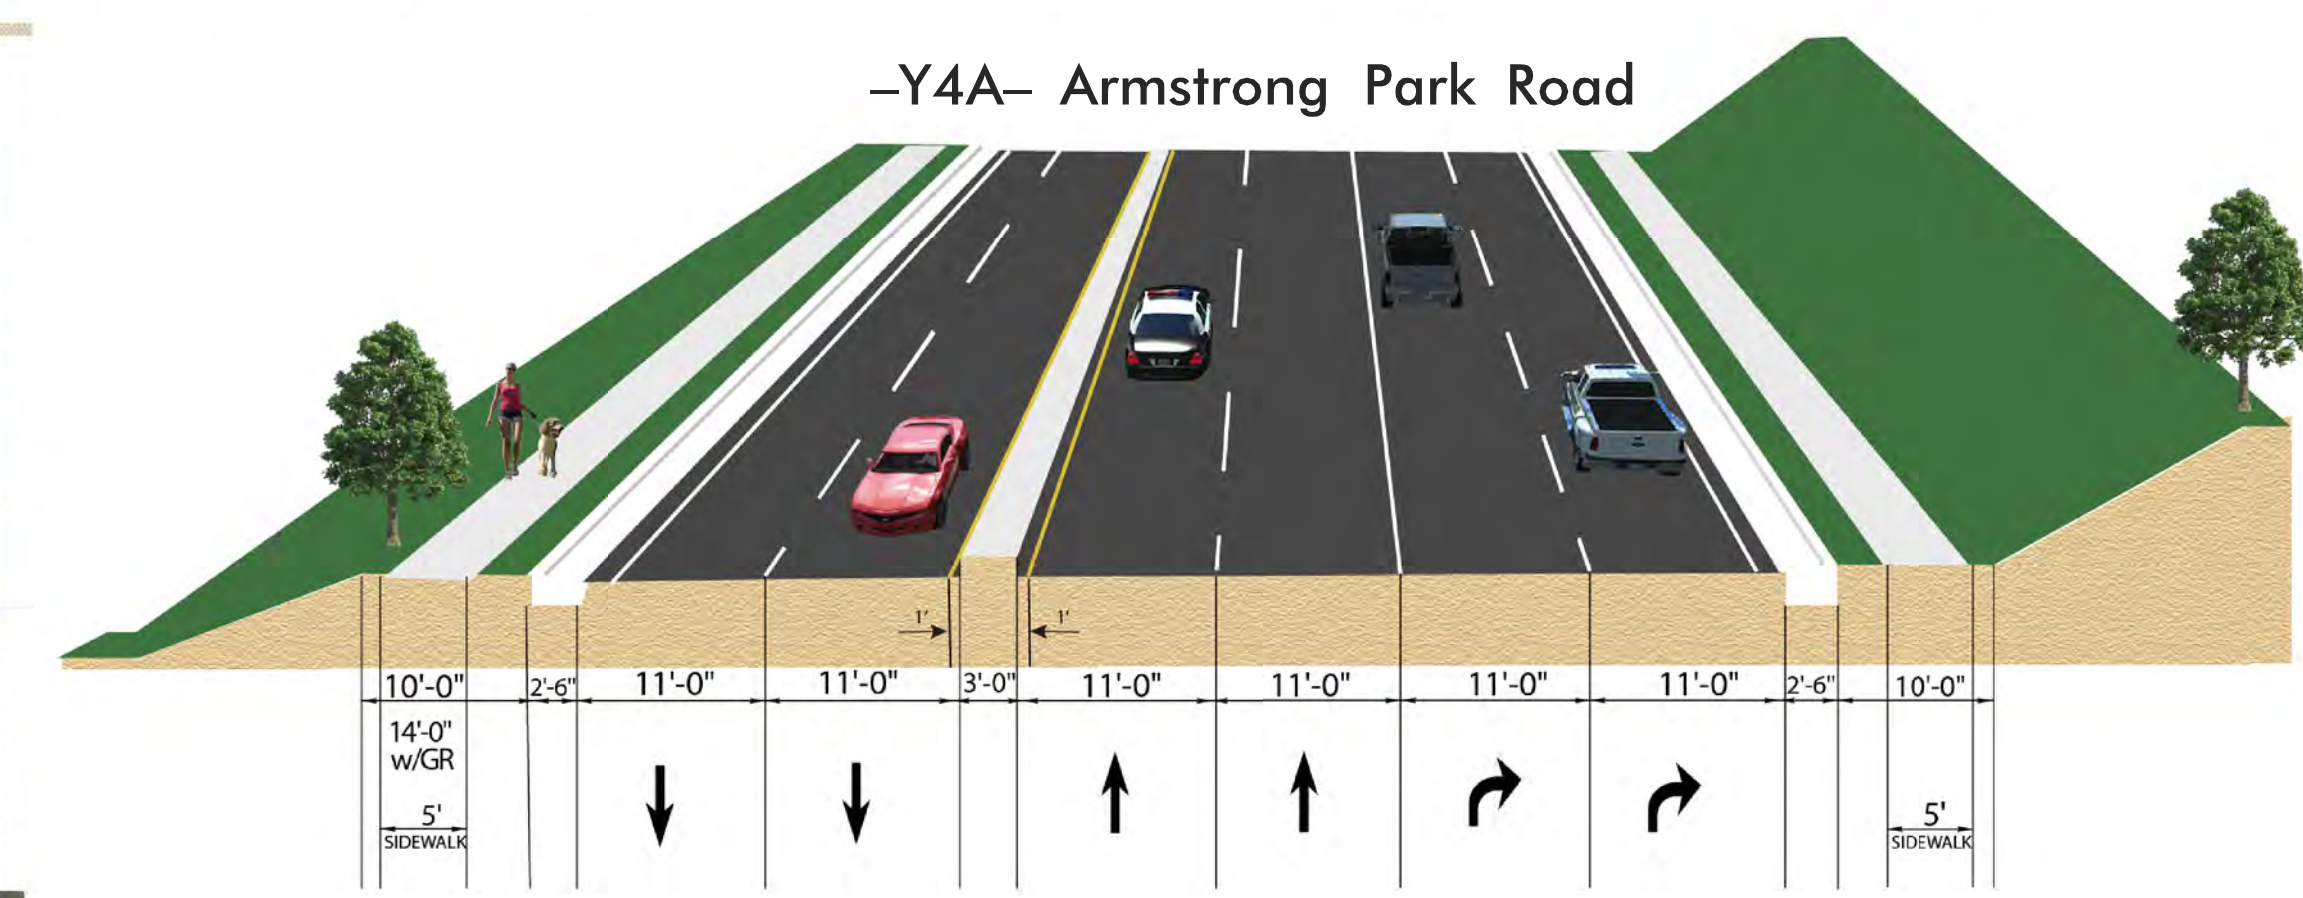 –Y4A– Armstrong Park Road
1' 1'
10'-0" 2'-6" 11'-0" 11'-0" 3'-0" 11'-0" 11'-0" 11'-0" 11'-0" 2'-6" 10'-0"
14'-0"
w/GR
5' 5'
SIDEWALK SIDEWALK